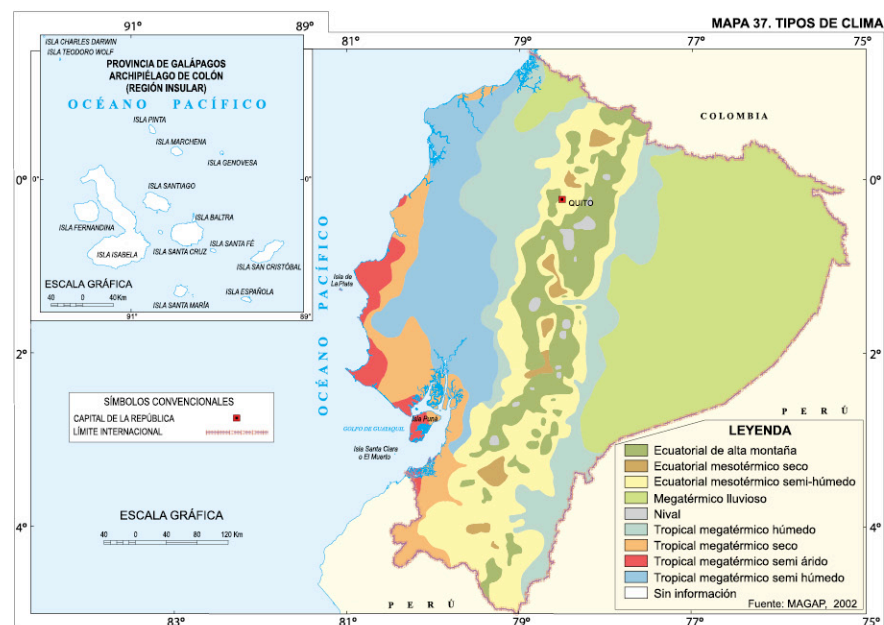 MAPA 37. TIPOS DE CLIMA
91°
89°
81°
79°
77°
75°
ISLA CHARLES DARWIN
ISLA TEODORO WOLF
PROVINCIA DE GALÁPAGOS
ARCHIPIÉLAGO DE COLÓN
(REGIÓN INSULAR)
OCÉANO PACÍFICO
ISLA PINTA
ISLA MARCHENA
ISLA GENOVESA
0°
0°
ISLA SANTIAGO
ISLA FERNANDINA
ISLA BALTRA
ISLA SANTA CRUZ
ISLA SANTA FÉ
ISLA ISABELA
ISLA SAN CRISTÓBAL
ISLA SANTA MARÍA
ISLA ESPAÑOLA
ESCALA GRÁFICA
40 0 40Km
91°
89°
COLOMBIA
0°
0°
QUITO
OCÉANO PACÍFICO
Isla de
La Plata
2°
2°
SÍMBOLOS CONVENCIONALES
CAPITAL DE LA REPÚBLICA
LÍMITE INTERNACIONAL
GOLFO DE GUAYAQUIL
Isla Puná
Isla Santa Clara
o El Muerto
PERÚ
ESCALA GRÁFICA
40 0 40 80 120 Km
4°
4°
LEYENDA
Ecuatorial de alta montaña
Ecuatorial mesotérmico seco
Ecuatorial mesotérmico semi-húmedo
Megatérmico lluvioso
Nival
Tropical megatérmico húmedo
Tropical megatérmico seco
Tropical megatérmico semi árido
Tropical megatérmico semi húmedo
Sin información
Fuente: MAGAP, 2002
PERÚ
83°
81°
79°
77°
75°